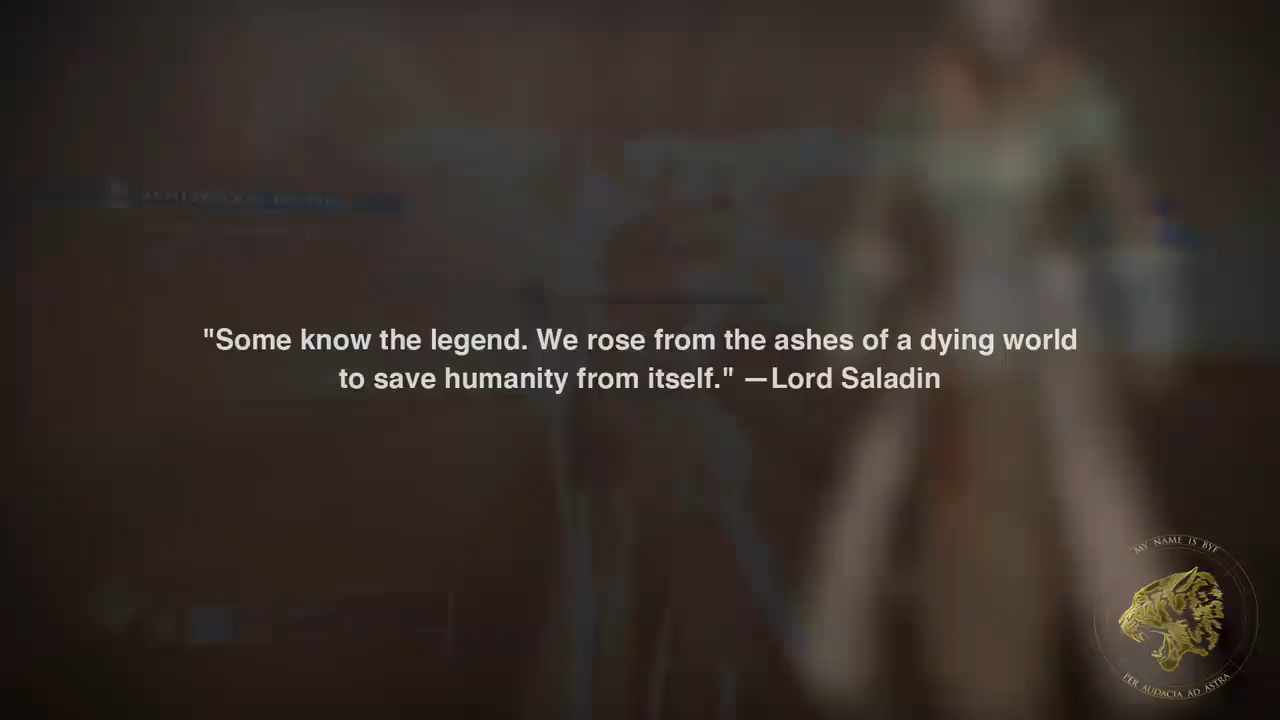 "Some know the legend. We rose from the ashes of a dying world
to save humanity from itself." —Lord Saladin
MY NAME IS BYF
PER AUDACIA AD ASTRA